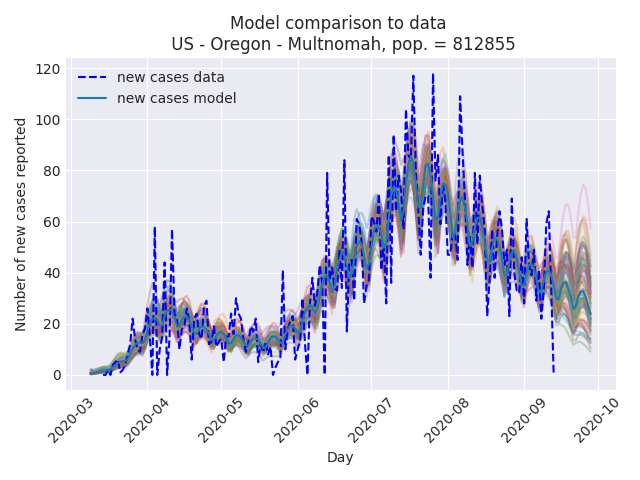 Model comparison to data
US - Oregon - Multnomah, pop. = 812855
new cases data
new cases model
Number of new cases reported
120
100
80
60
40
20
0
2020-03
2020-04
2020-05
2020-06
2020-07
2020-08
2020-09
2020-10
Day